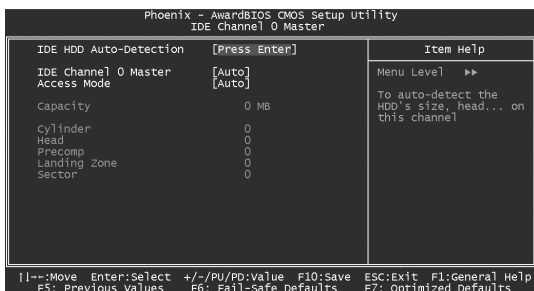 Phoenix - AwardBIOS CMOS Setup Utility
IDE Channel 0 Master
IDE HDD Auto-Detection [Press Enter]
IDE Channel 0 Master [Auto]
Access Mode [Auto]
Capacity 0 MB
Cylinder 0
Head 0
Precomp 0
Landing Zone 0
Sector 0
Item Help
Menu Level ▶▶
To auto-detect the
HDD's size, head... on
this channel
↑↓→←:Move Enter:Select +/-/PU/PD:Value F10:Save ESC:Exit F1:General Help
F5: Previous Values F6: Fail-Safe Defaults F7: Optimized Defaults